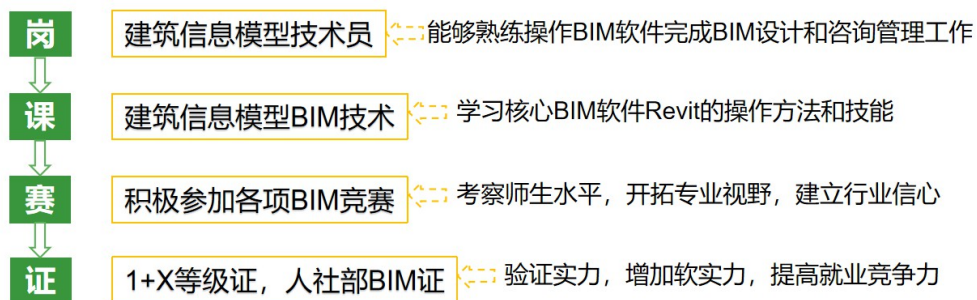 岗 建筑信息模型技术员 能够熟练操作BIM软件完成BIM设计和咨询管理工作
课 建筑信息模型BIM技术 学习核心BIM软件Revit的操作方法和技能
赛 积极参加各项BIM竞赛 考察师生水平，开拓专业视野，建立行业信心
证 1+X等级证，人社部BIM证 验证实力，增加软实力，提高就业竞争力